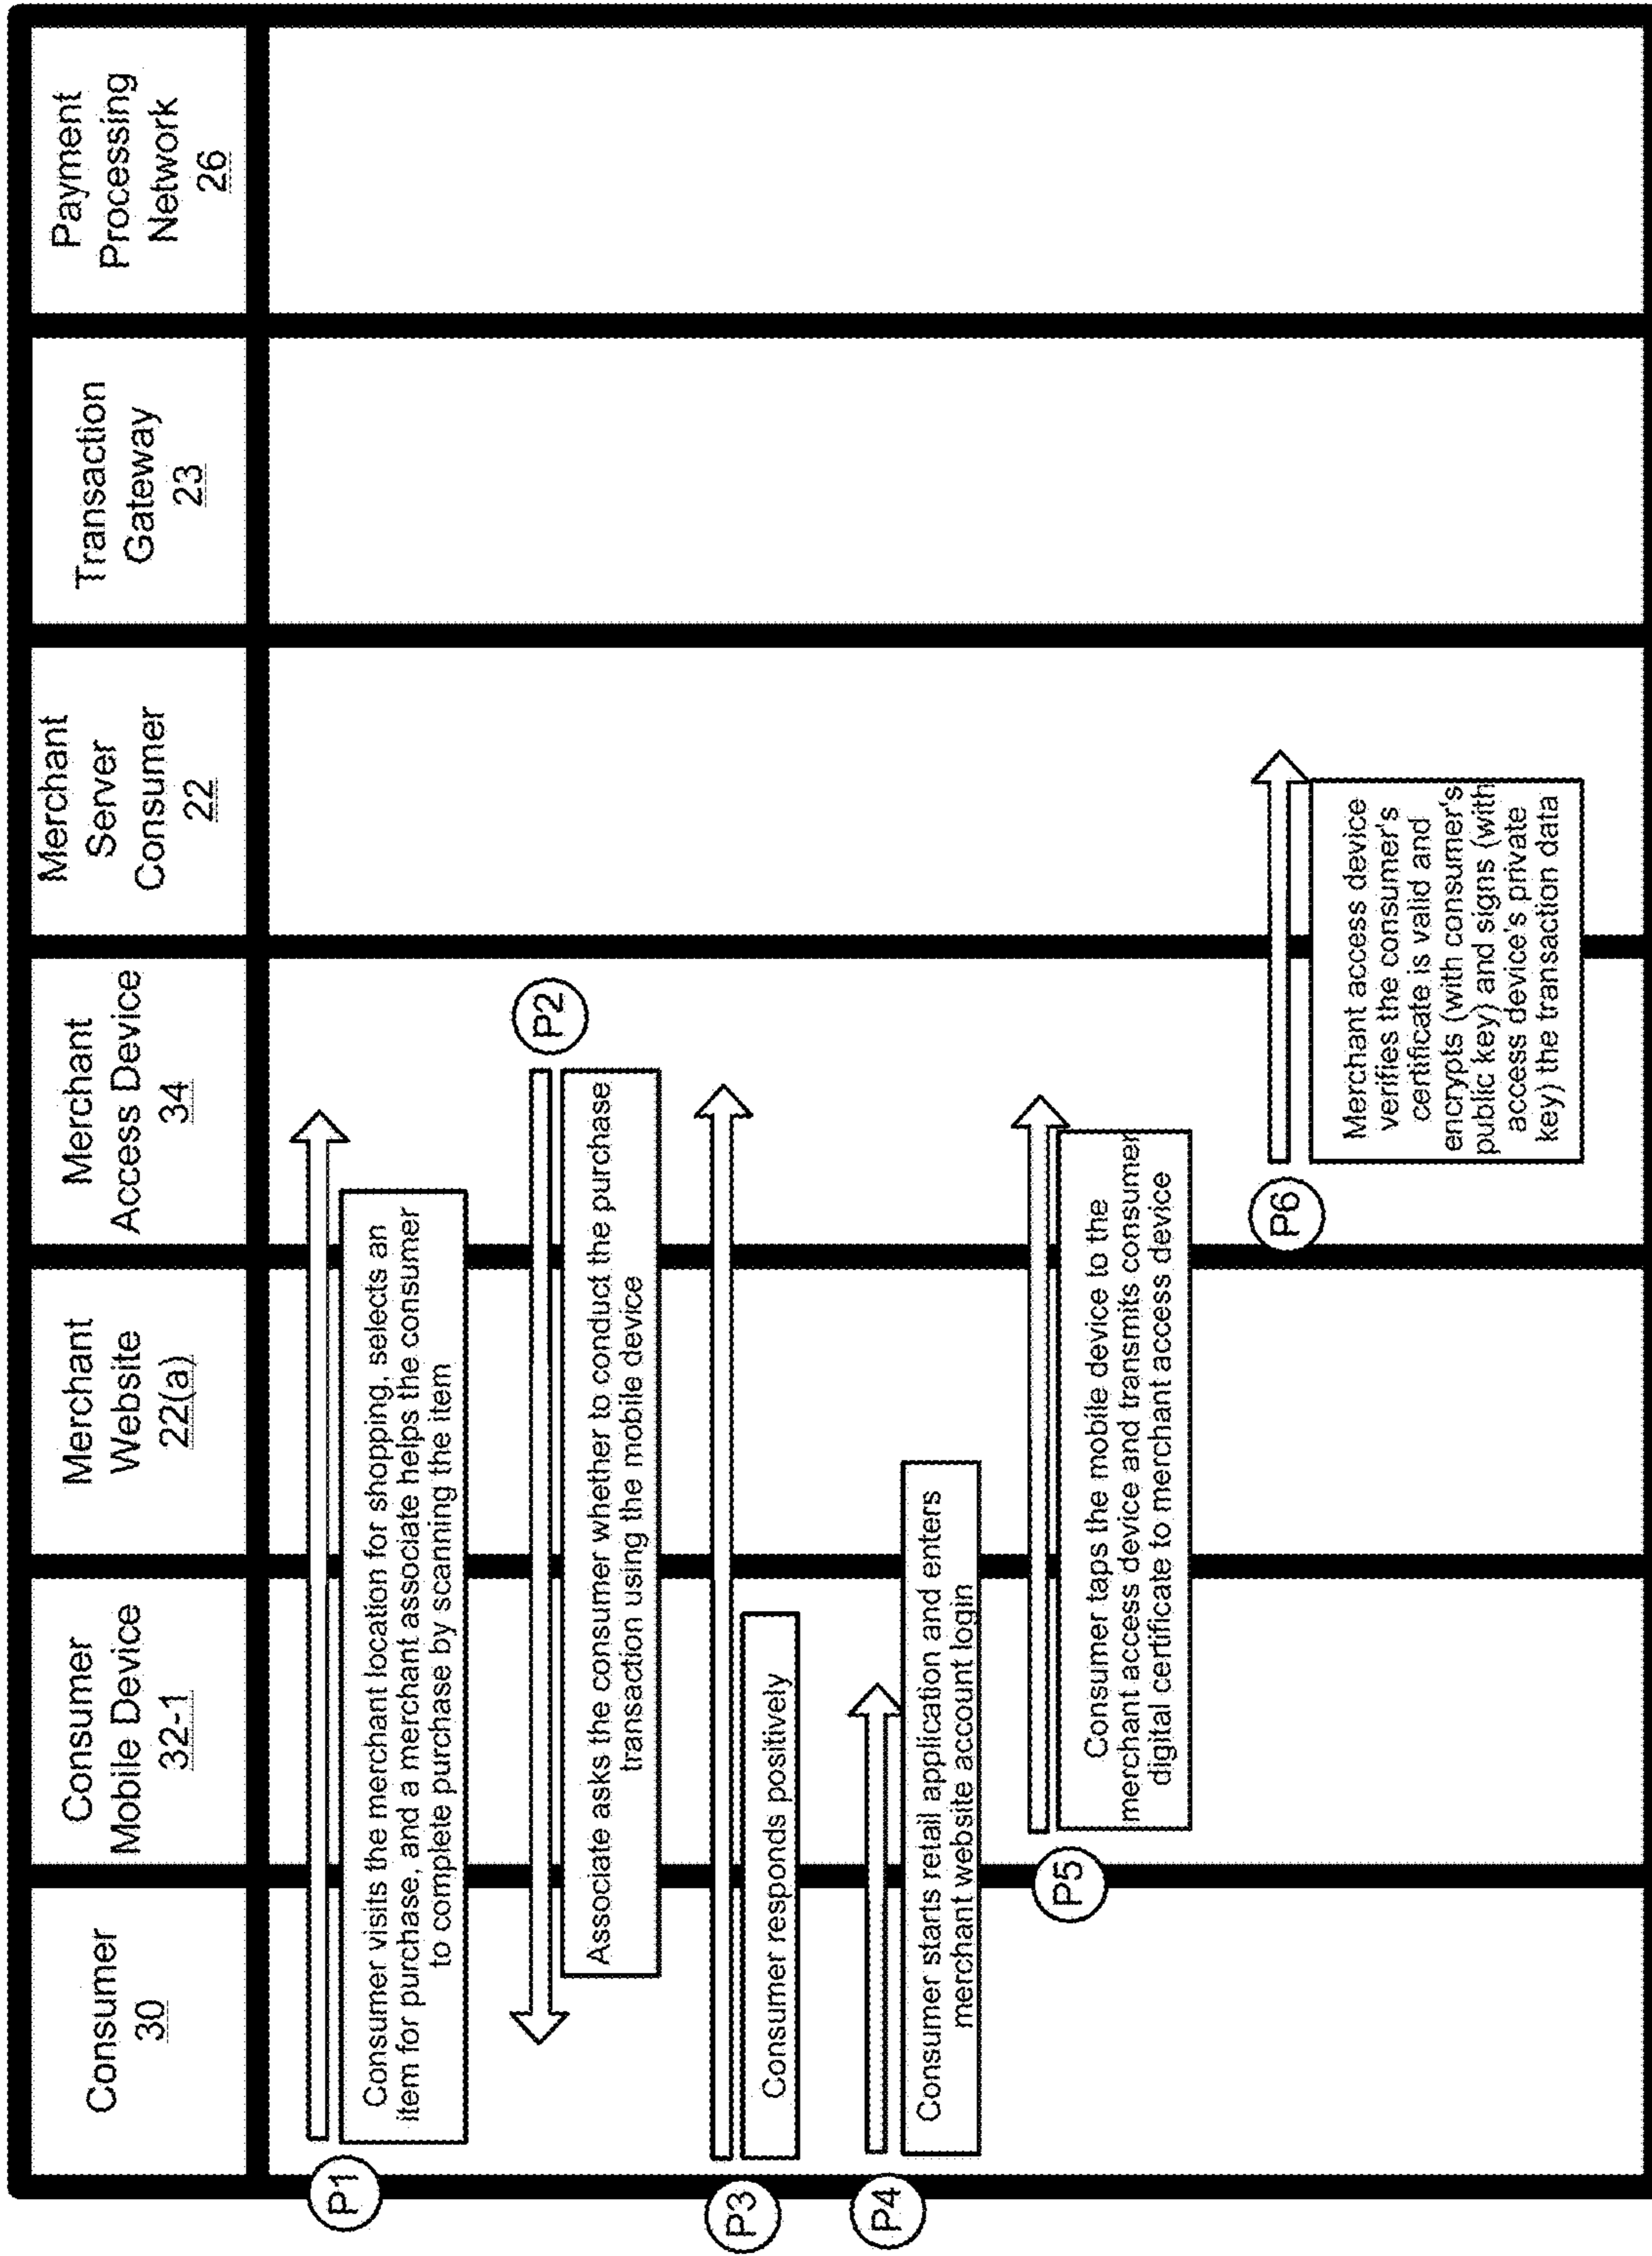 Consumer
30
Consumer
Mobile Device
32-1
Merchant
Website
22(a)
Merchant
Access Device
34
Merchant
Server
Consumer
22
Transaction
Gateway
23
Payment
Processing
Network
26
P1
Consumer visits the merchant location for shopping, selects an
item for purchase, and a merchant associate helps the consumer
to complete purchase by scanning the item
P2
Associate asks the consumer whether to conduct the purchase
transaction using the mobile device
P3
Consumer responds positively
P4
Consumer starts retail application and enters
merchant website account login
P5
Consumer taps the mobile device to the
merchant access device and transmits consumer
digital certificate to merchant access device
P6
Merchant access device
verifies the consumer's
certificate is valid and
encrypts (with consumer's
public key) and signs (with
access device's private
key) the transaction data